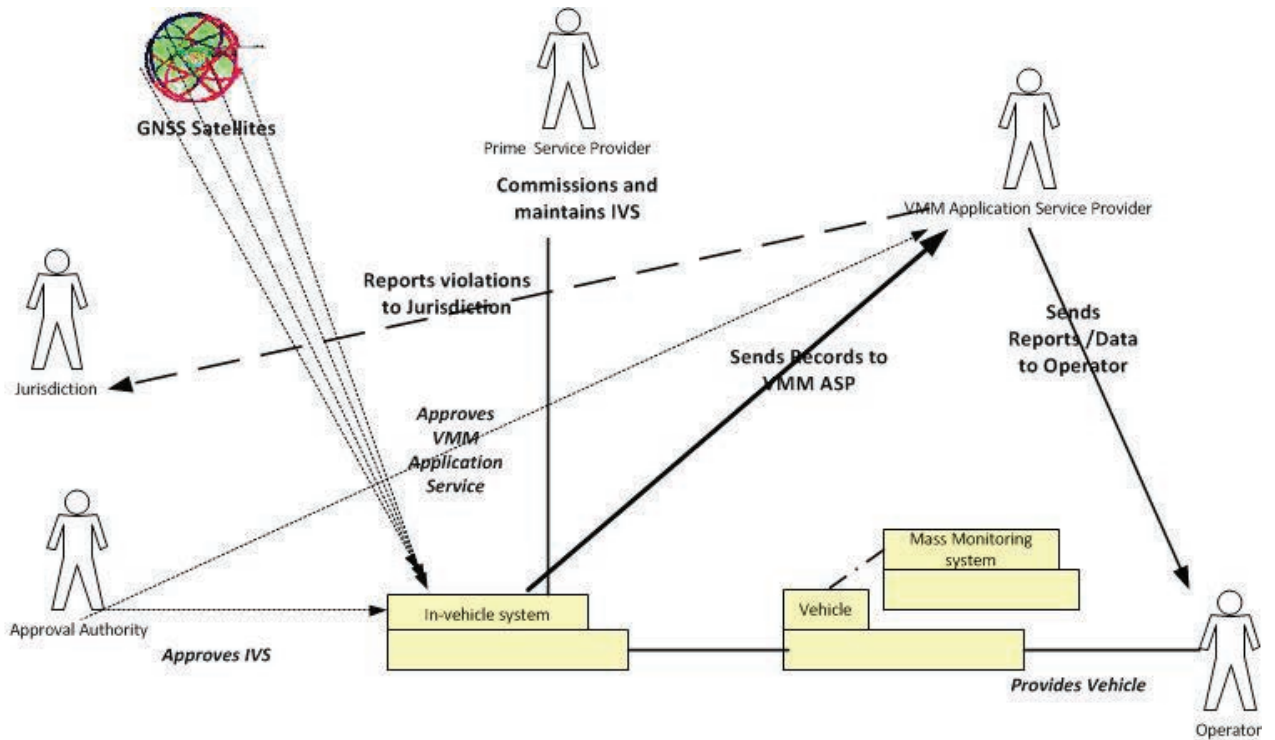 GNSS Satellites
Prime Service Provider
Commissions and
maintains IVS
VMM Application Service Provider
Reports violations
to Jurisdiction
Jurisdiction
Sends
Reports /Data
to Operator
Sends Records to
VMM ASP
Approves
VMM
Application
Service
Mass Monitoring
system
In-vehicle system
Vehicle
Approval Authority
Approves IVS
Provides Vehicle
Operator